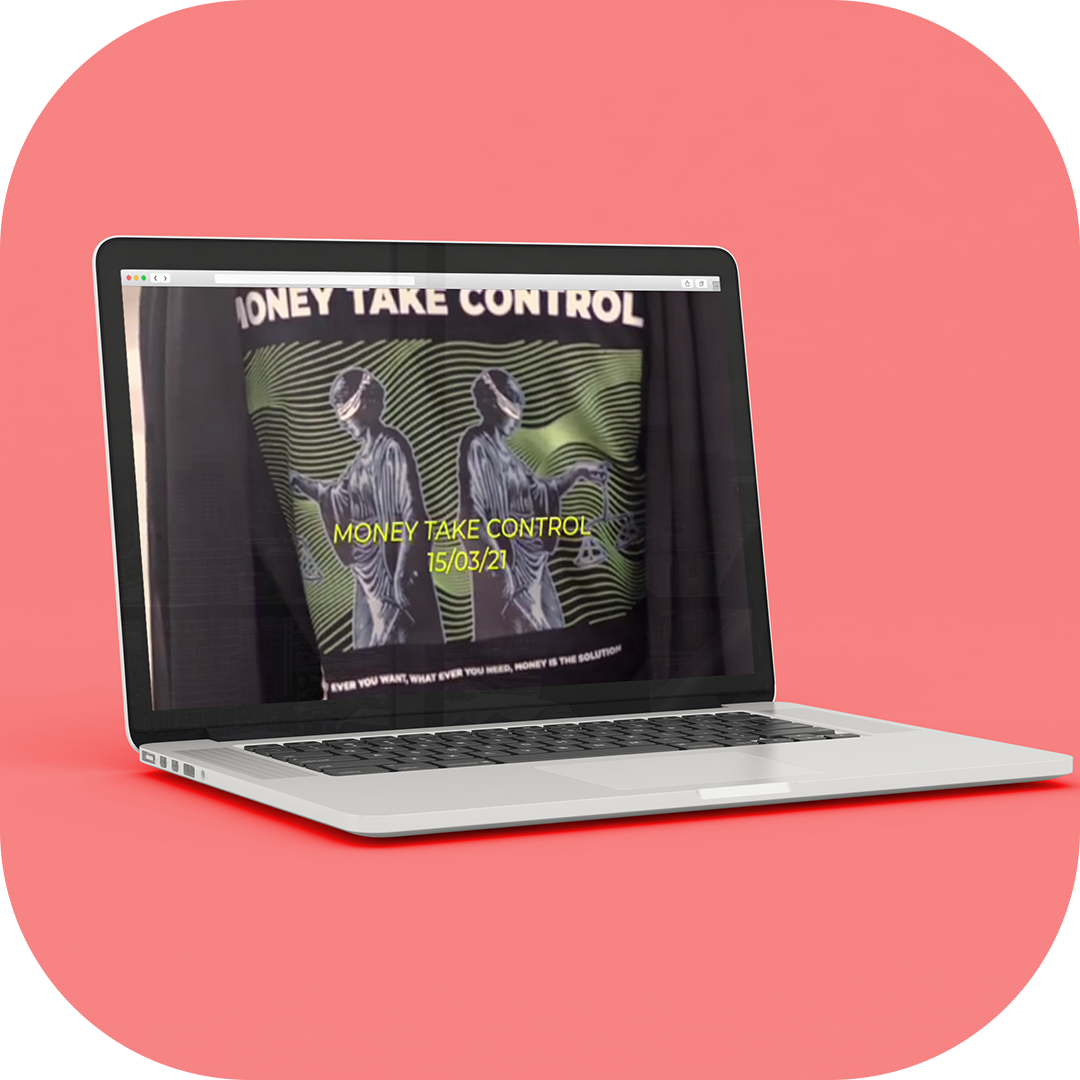 MONEY TAKE CONTROL
MONEY TAKE CONTROL
15/03/21
EVER YOU WANT, WHAT EVER YOU NEED, MONEY IS THE SOLUTION